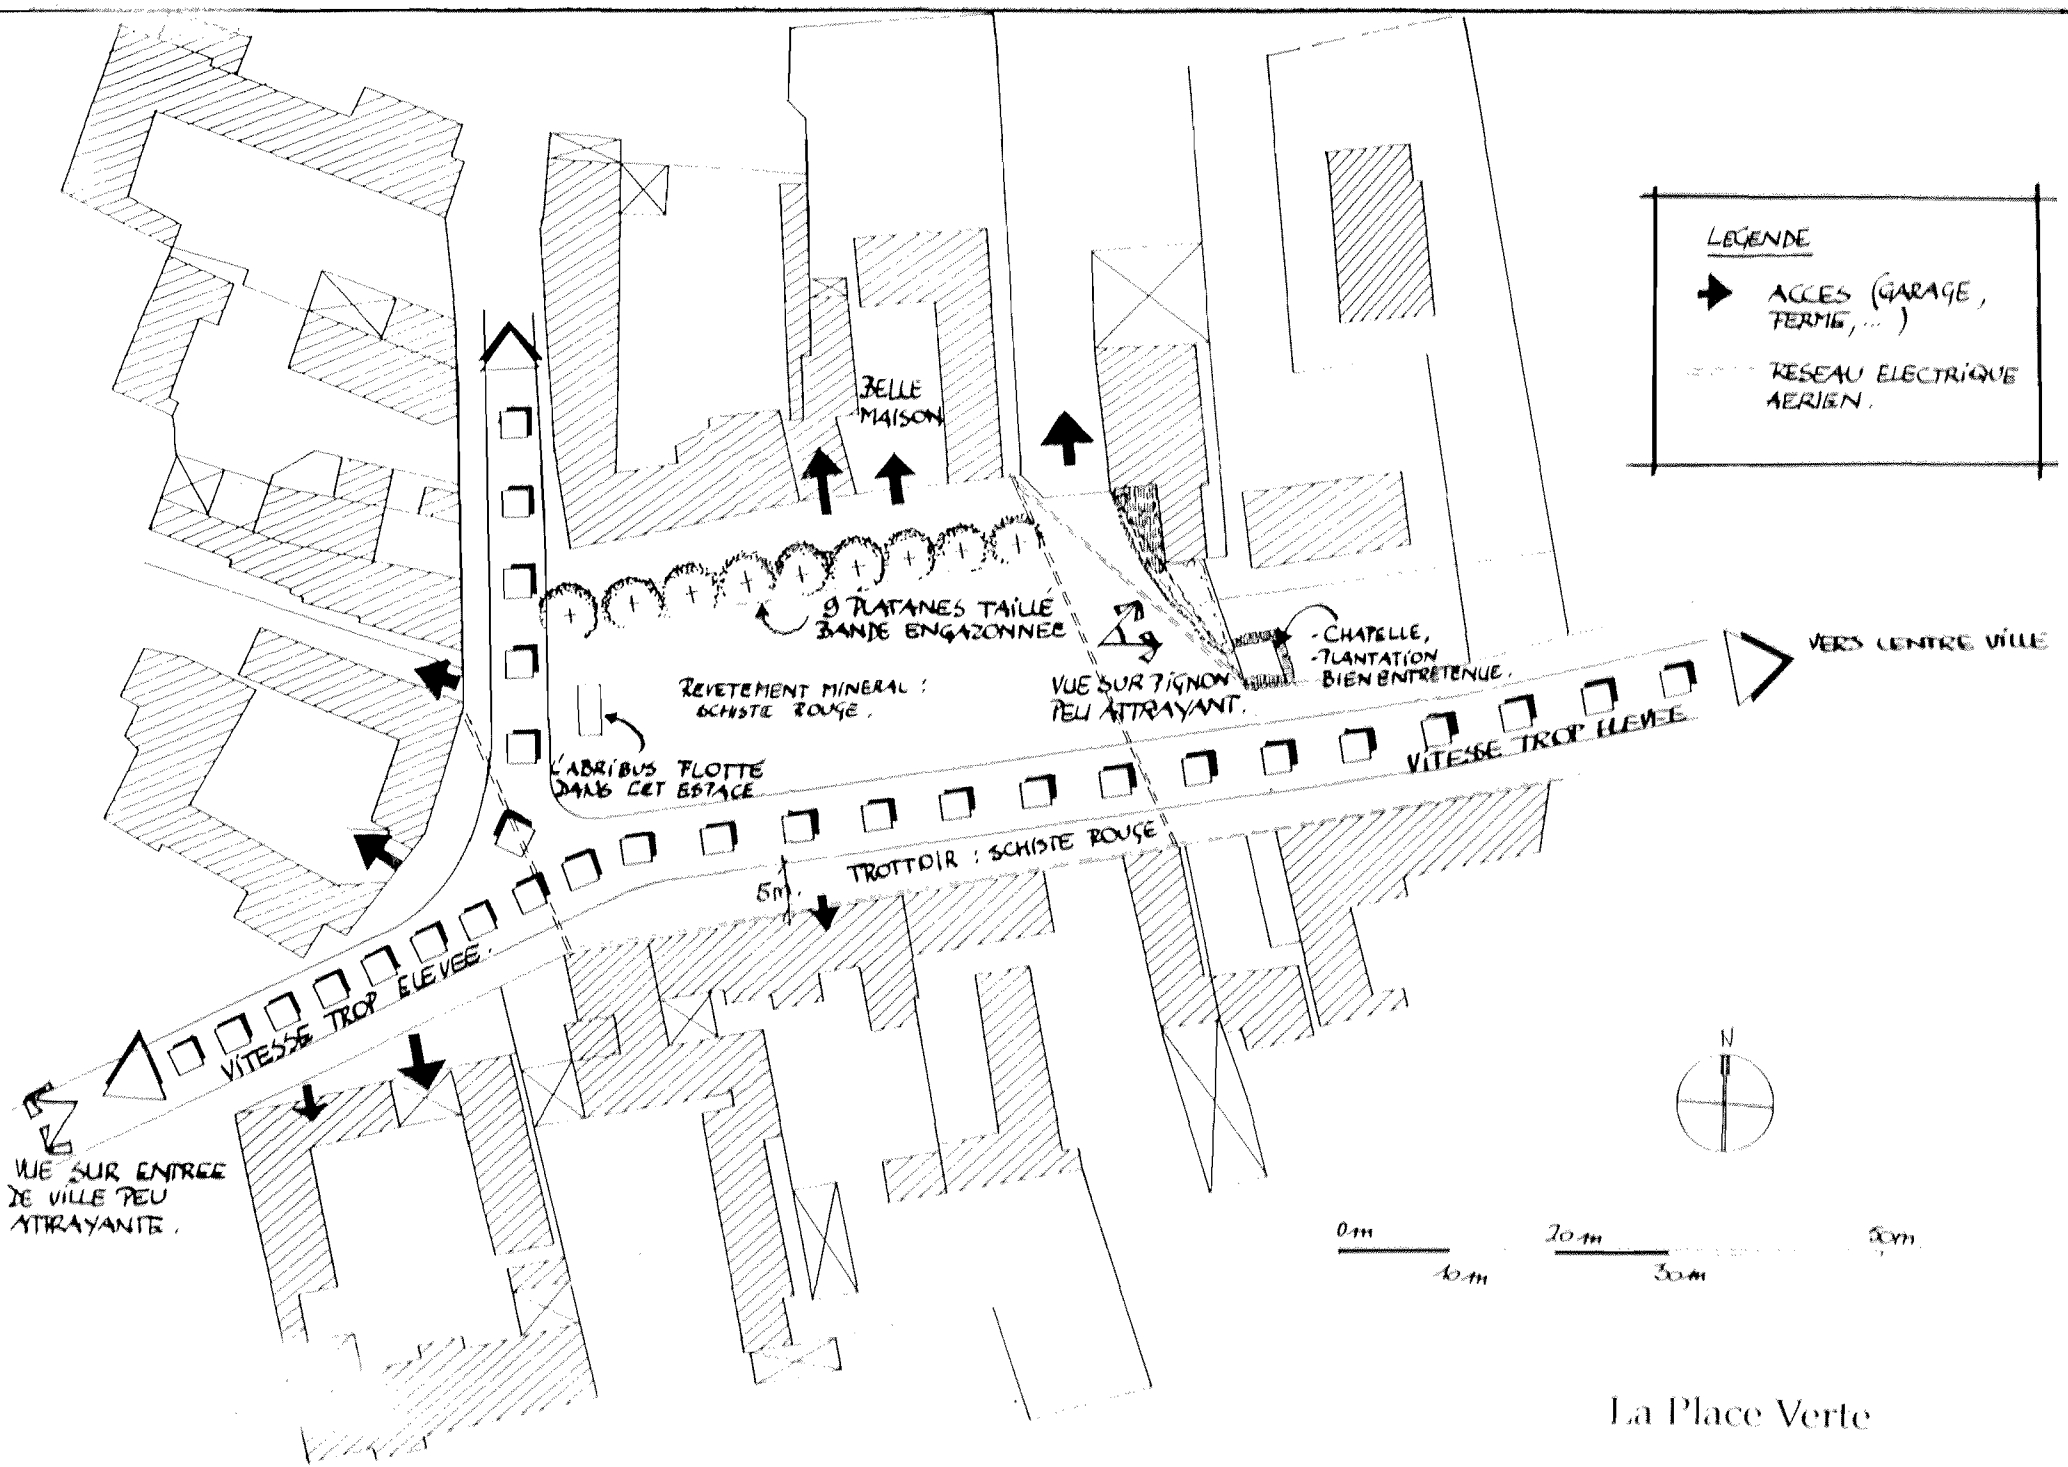 LEGENDE
ACCES (GARAGE,
FERME, ...)
RESEAU ELECTRIQUE
AERIEN.
BELLE
MAISON
9 PLATANES TAILLÉ
BANDE ENGAZONNEE
- CHAPELLE,
- PLANTATION
BIEN ENTRETENUE.
VERS CENTRE VILLE
REVETEMENT MINERAL :
SCHISTE ROUGE.
VUE SUR PIGNON
PEU ATTRAYANT.
L'ABRIBUS FLOTTE
DANS CET ESPACE
VITESSE TROP ELEVEE
TROTTOIR : SCHISTE ROUGE
5m.
VITESSE TROP ELEVEE.
VUE SUR ENTREE
DE VILLE PEU
ATTRAYANTE.
N
0m 20m 50m
10m 30m
La Place Verte